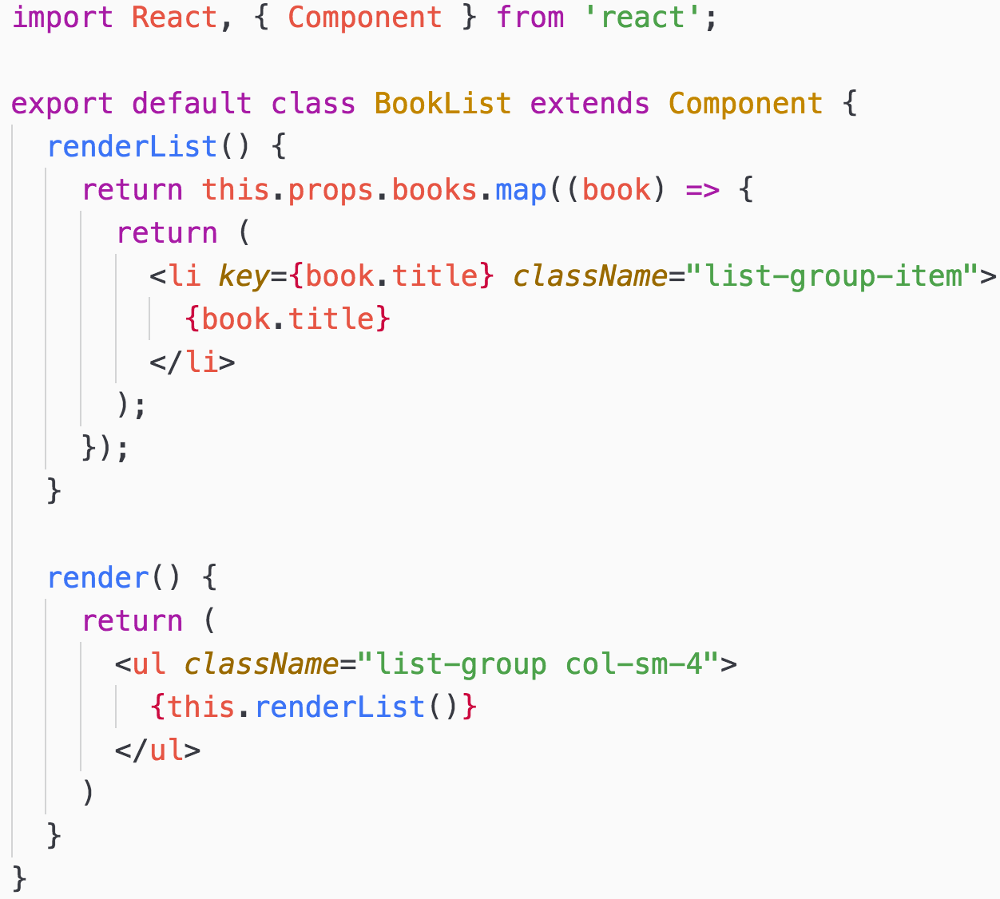 import React, { Component } from 'react';

export default class BookList extends Component {
  renderList() {
    return this.props.books.map((book) => {
      return (
        <li key={book.title} className="list-group-item">
          {book.title}
        </li>
      );
    });
  }

  render() {
    return (
      <ul className="list-group col-sm-4">
        {this.renderList()}
      </ul>
    )
  }
}